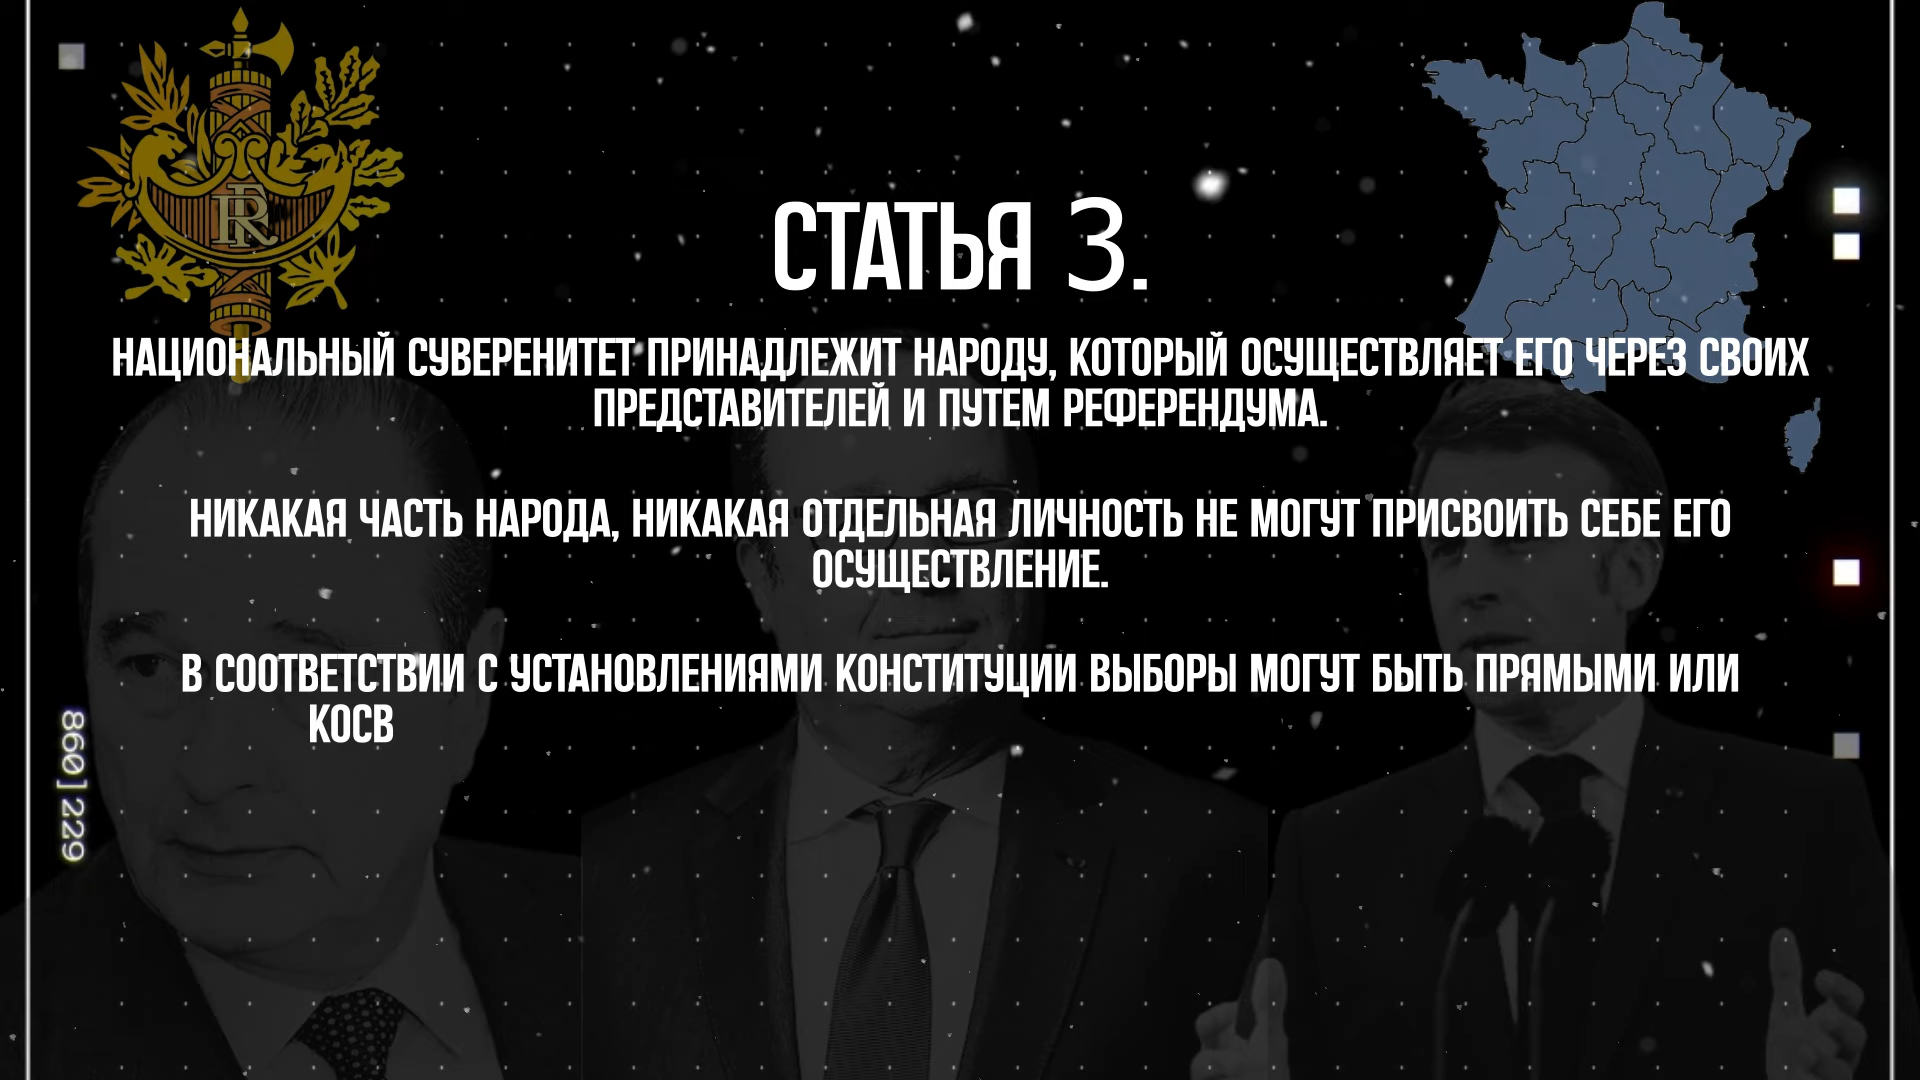 RF
СТАТЬЯ 3.
НАЦИОНАЛЬНЫЙ СУВЕРЕНИТЕТ ПРИНАДЛЕЖИТ НАРОДУ, КОТОРЫЙ ОСУЩЕСТВЛЯЕТ ЕГО ЧЕРЕЗ СВОИХ
ПРЕДСТАВИТЕЛЕЙ И ПУТЕМ РЕФЕРЕНДУМА.
НИКАКАЯ ЧАСТЬ НАРОДА, НИКАКАЯ ОТДЕЛЬНАЯ ЛИЧНОСТЬ НЕ МОГУТ ПРИСВОИТЬ СЕБЕ ЕГО
ОСУЩЕСТВЛЕНИЕ.
В СООТВЕТСТВИИ С УСТАНОВЛЕНИЯМИ КОНСТИТУЦИИ ВЫБОРЫ МОГУТ БЫТЬ ПРЯМЫМИ ИЛИ
КОСВ
860]229